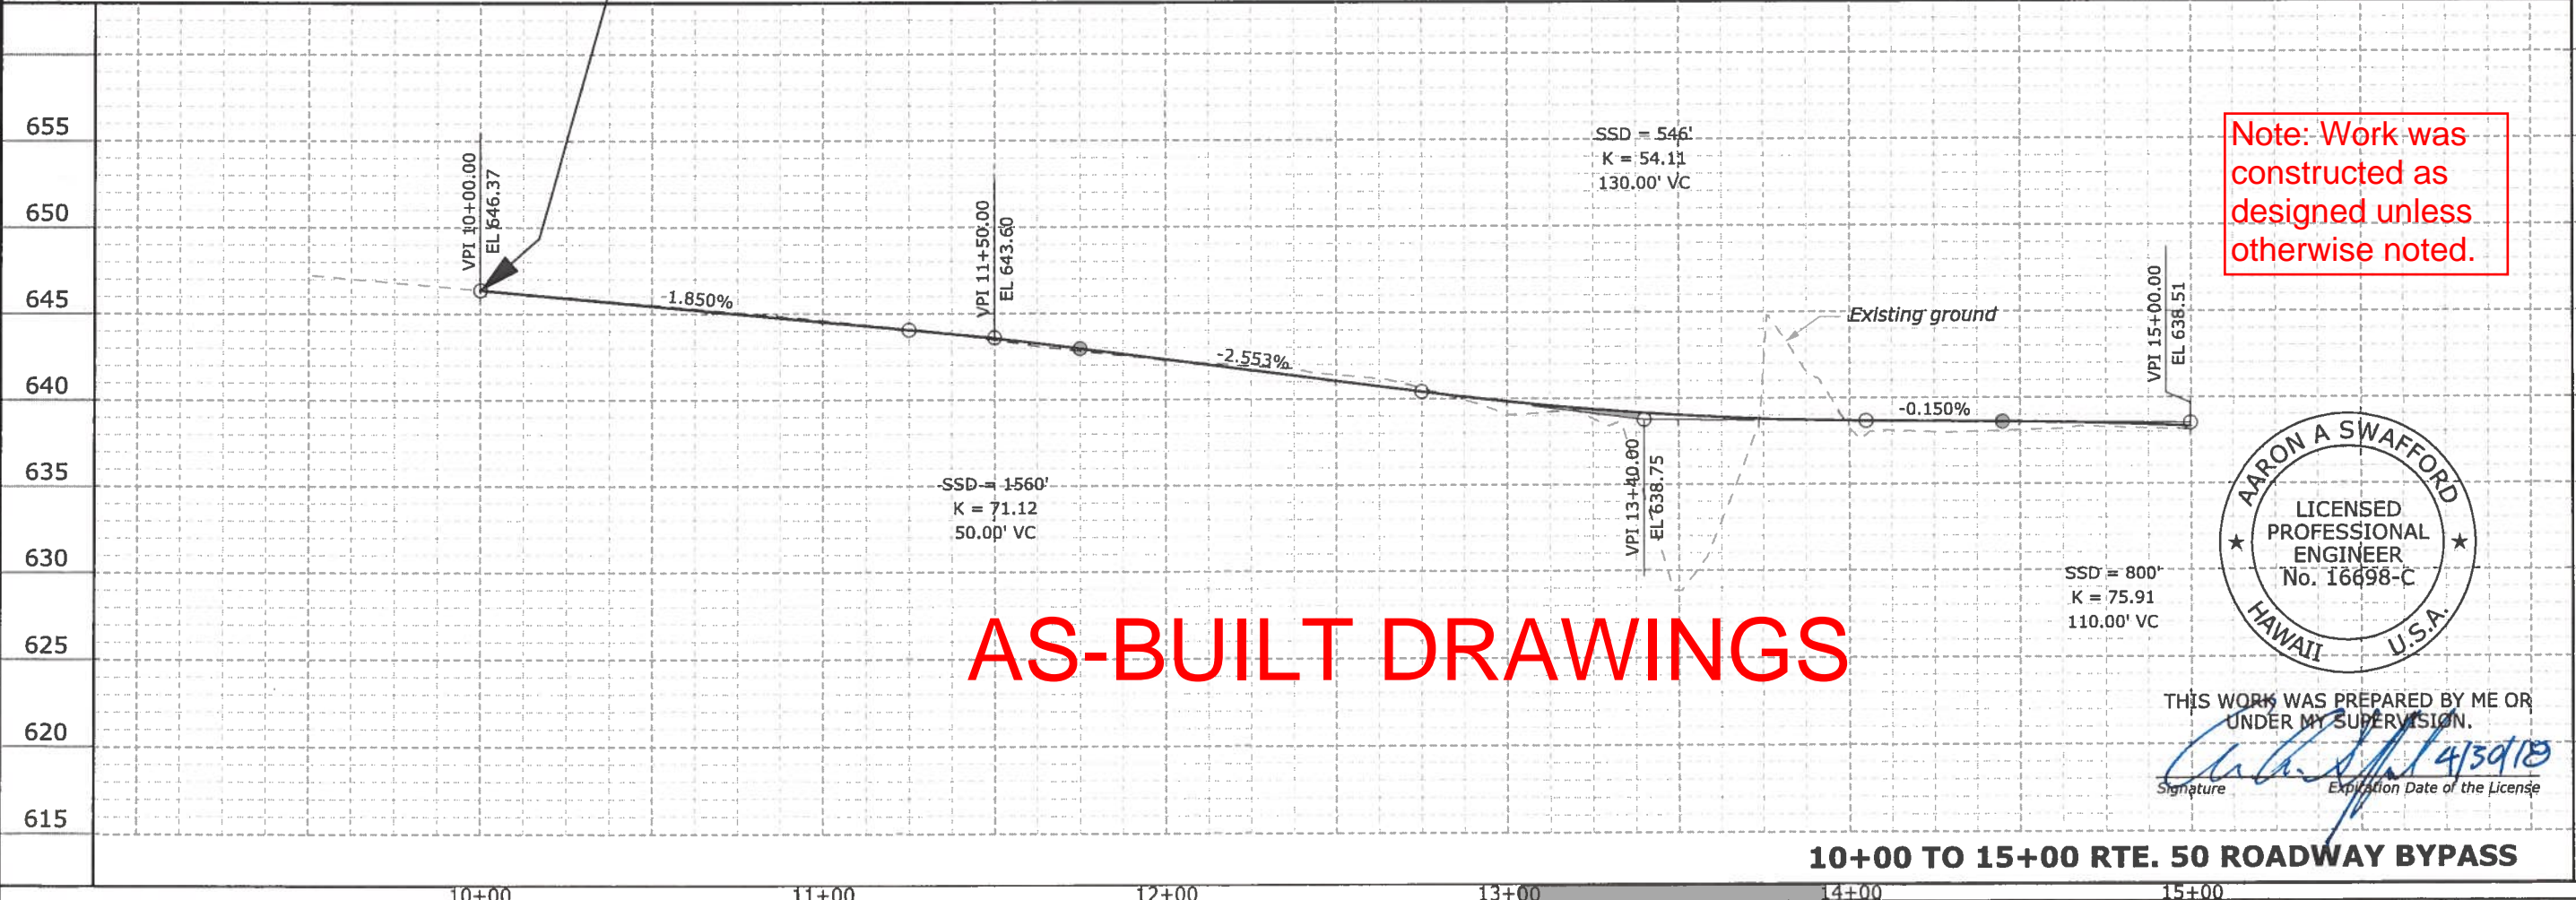 655
650
645
640
635
630
625
620
615
VPI 10+00.00
EL 646.37
-1.850%
VPI 11+50.00
EL 643.60
-SSD = 1560'
K = 71.12
50.00' VC
-2.553%
SSD = 546'
K = 54.11
130.00' VC
VPI 13+40.00
EL 638.75
Existing ground
-0.150%
VPI 15+00.00
EL 638.51
SSD = 800'
K = 75.91
110.00' VC
Note: Work was
constructed as
designed unless
otherwise noted.
AS-BUILT DRAWINGS
AARON A SWAFFORD
LICENSED
PROFESSIONAL
ENGINEER
No. 16698-C
HAWAII U.S.A.
THIS WORK WAS PREPARED BY ME OR
UNDER MY SUPERVISION.
4/30/18
Signature Expiration Date of the License
10+00 TO 15+00 RTE. 50 ROADWAY BYPASS
10+00 11+00 12+00 13+00 14+00 15+00